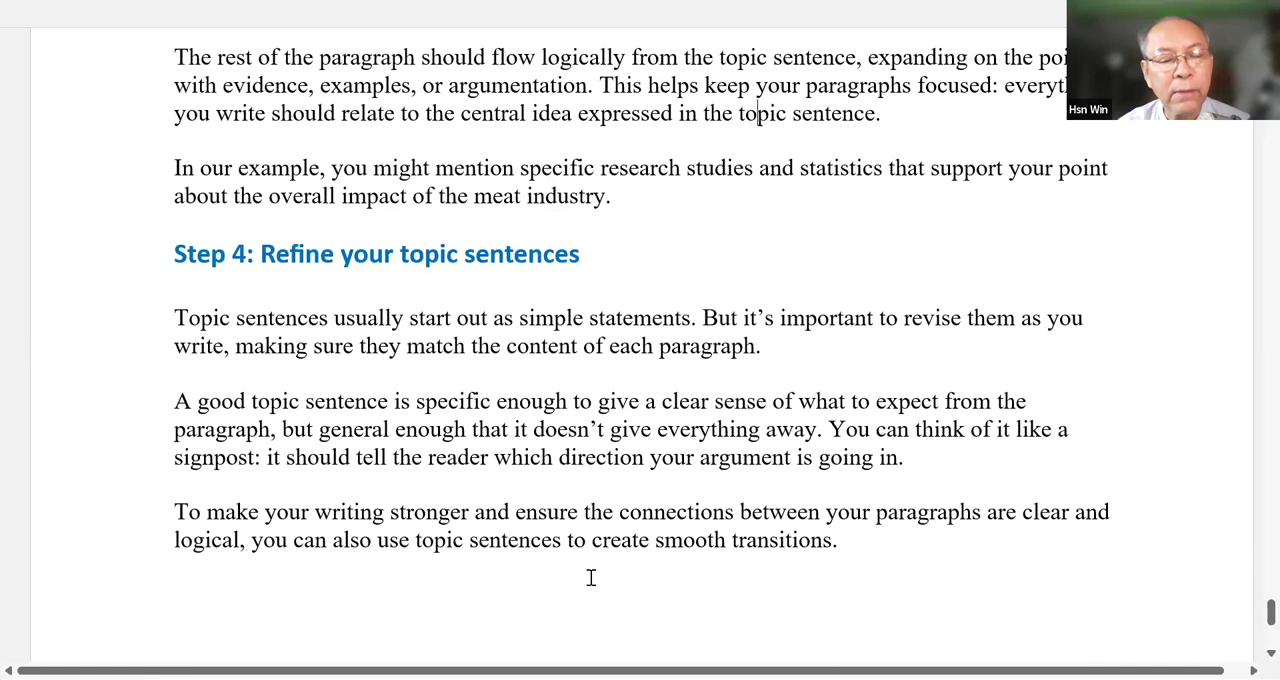 The rest of the paragraph should flow logically from the topic sentence, expanding on the
with evidence, examples, or argumentation. This helps keep your paragraphs focused:
you write should relate to the central idea expressed in the topic sentence.
Hsn Win
In our example, you might mention specific research studies and statistics that support your point
about the overall impact of the meat industry.
Step 4: Refine your topic sentences
Topic sentences usually start out as simple statements. But it’s important to revise them as you
write, making sure they match the content of each paragraph.
A good topic sentence is specific enough to give a clear sense of what to expect from the
paragraph, but general enough that it doesn’t give everything away. You can think of it like a
signpost: it should tell the reader which direction your argument is going in.
To make your writing stronger and ensure the connections between your paragraphs are clear and
logical, you can also use topic sentences to create smooth transitions.